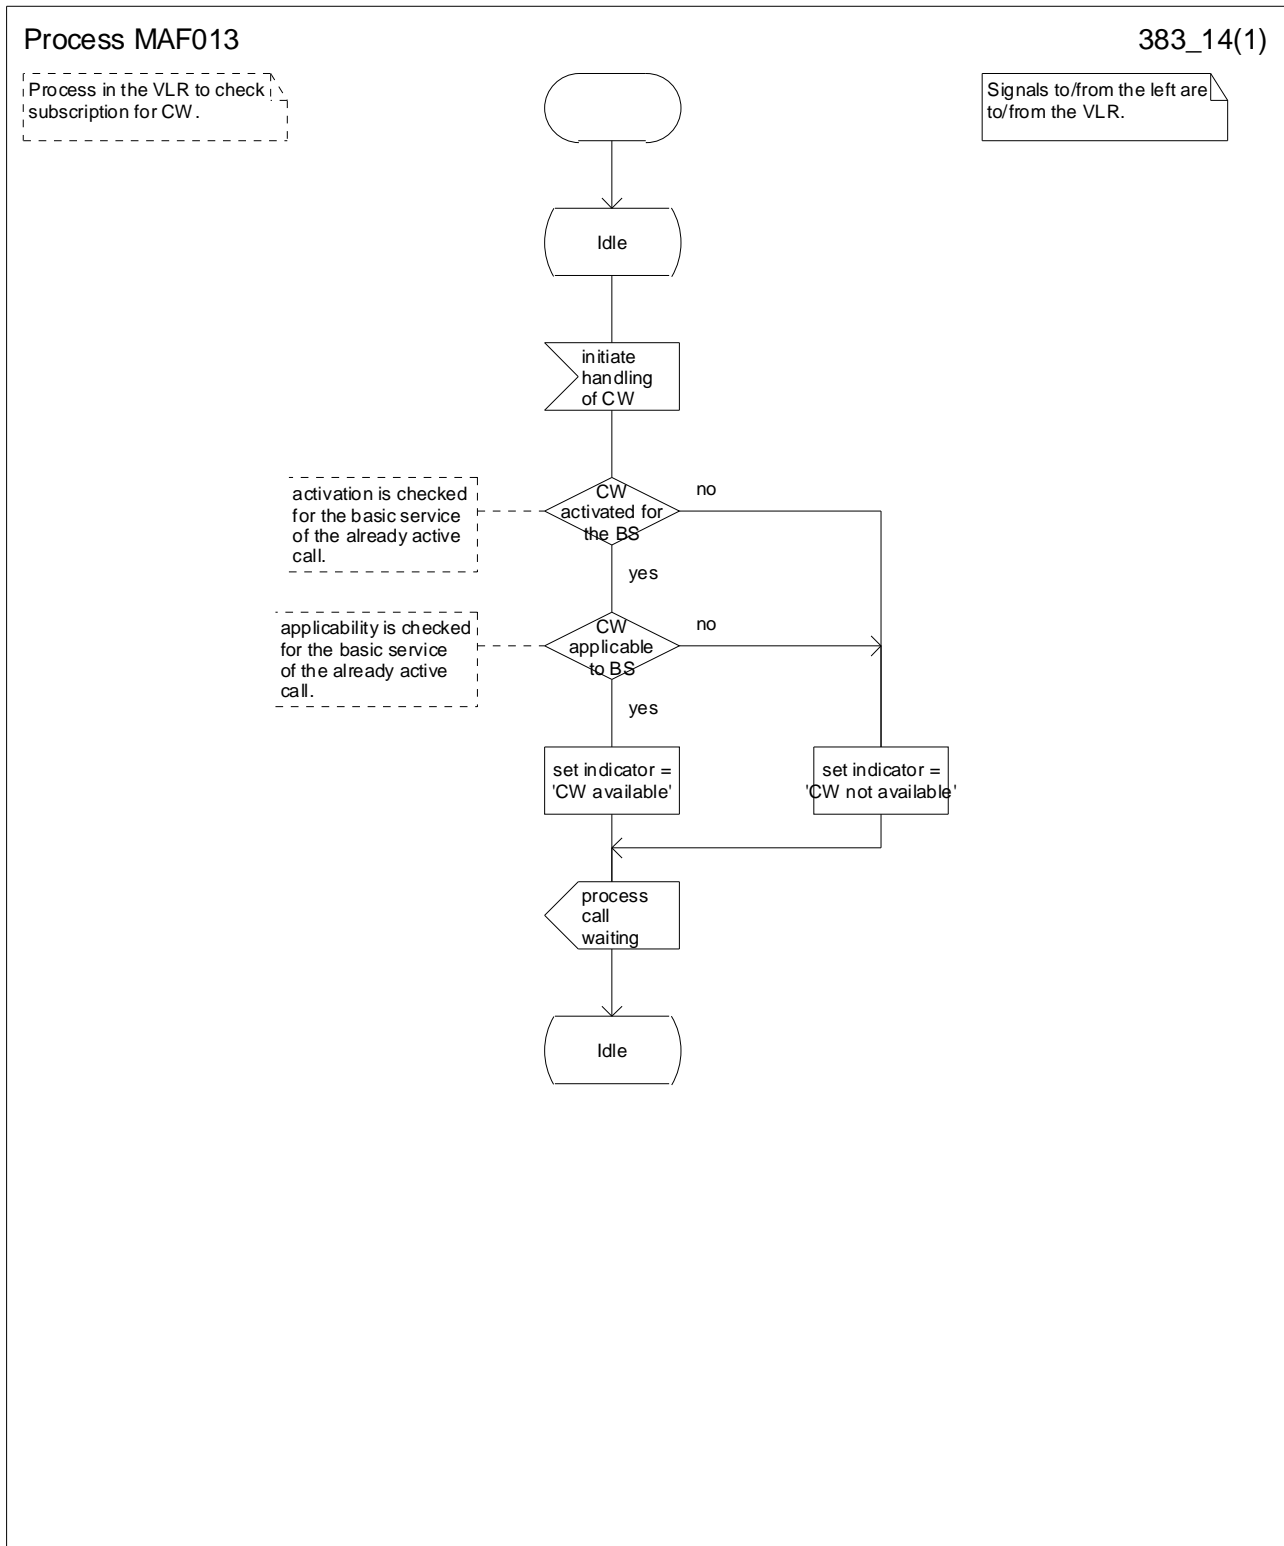 Process MAF013
383_14(1)
Process in the VLR to check
subscription for CW.
Signals to/from the left are
to/from the VLR.
Idle
initiate
handling
of CW
activation is checked
for the basic service
of the already active
call.
CW
activated for
the BS
no
yes
applicability is checked
for the basic service
of the already active
call.
CW
applicable
to BS
no
yes
set indicator =
'CW available'
set indicator =
'CW not available'
process
call
waiting
Idle